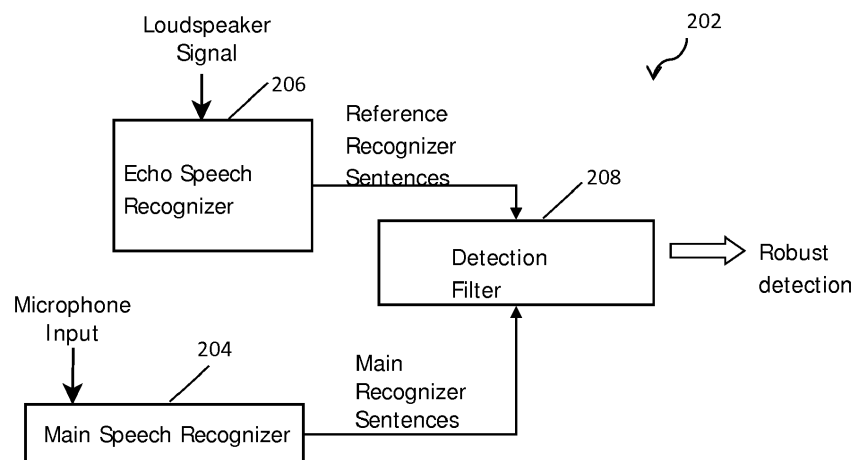 Loudspeaker
Signal
202
206
Reference
Recognizer
Sentences
Echo Speech
Recognizer
208
Detection
Filter
Robust
detection
Microphone
Input
204
Main
Recognizer
Sentences
Main Speech Recognizer